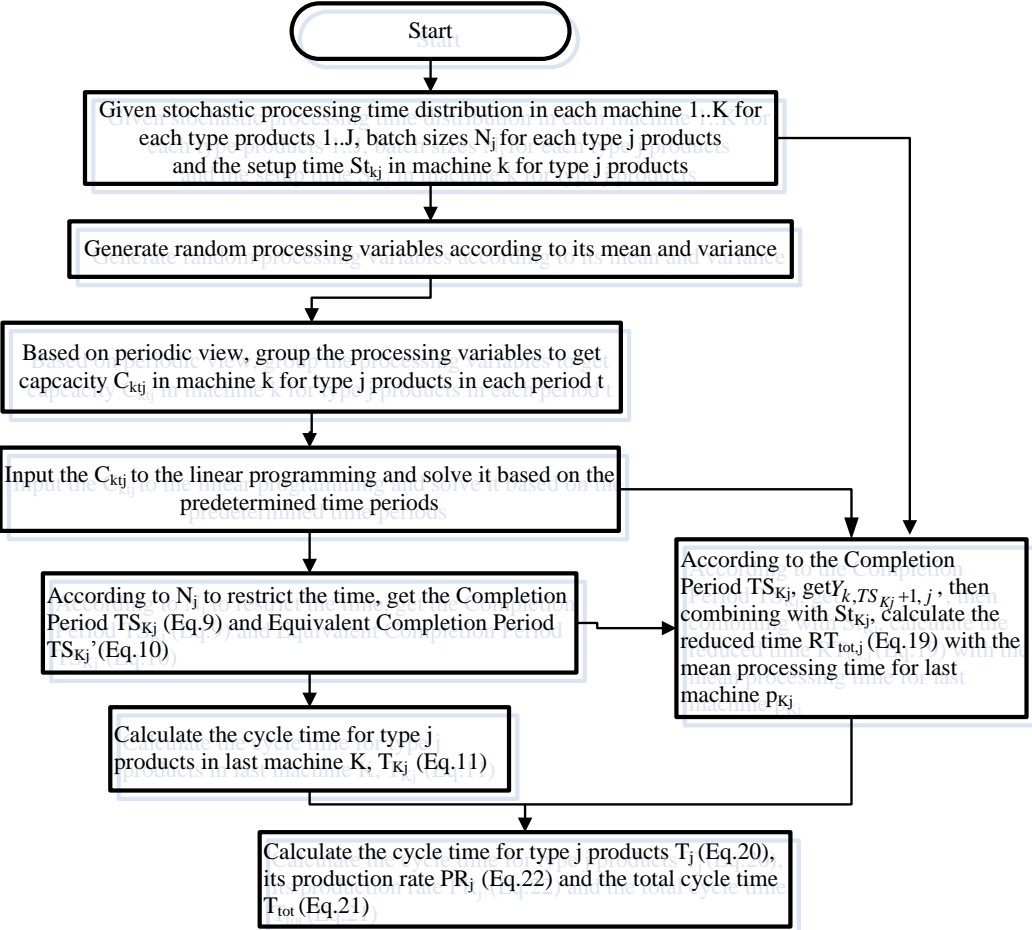 Start
Given stochastic processing time distribution in each machine 1..K for
each type products 1..J, batch sizes Nj for each type j products
and the setup time Stkj in machine k for type j products
Generate random processing variables according to its mean and variance
Based on periodic view, group the processing variables to get
capcacity Cktj in machine k for type j products in each period t
Input the Cktj to the linear programming and solve it based on the
predetermined time periods
According to Nj to restrict the time, get the Completion
Period TSKj (Eq.9) and Equivalent Completion Period
TSKj’(Eq.10)
According to the Completion
Period TSKj, getYk,TSKj+1,j, then
combining with StKj, calculate the
reduced time RTtot,j (Eq.19) with the
mean processing time for last
machine pKj
Calculate the cycle time for type j
products in last machine K, TKj (Eq.11)
Calculate the cycle time for type j products Tj (Eq.20),
its production rate PRj (Eq.22) and the total cycle time
Ttot (Eq.21)